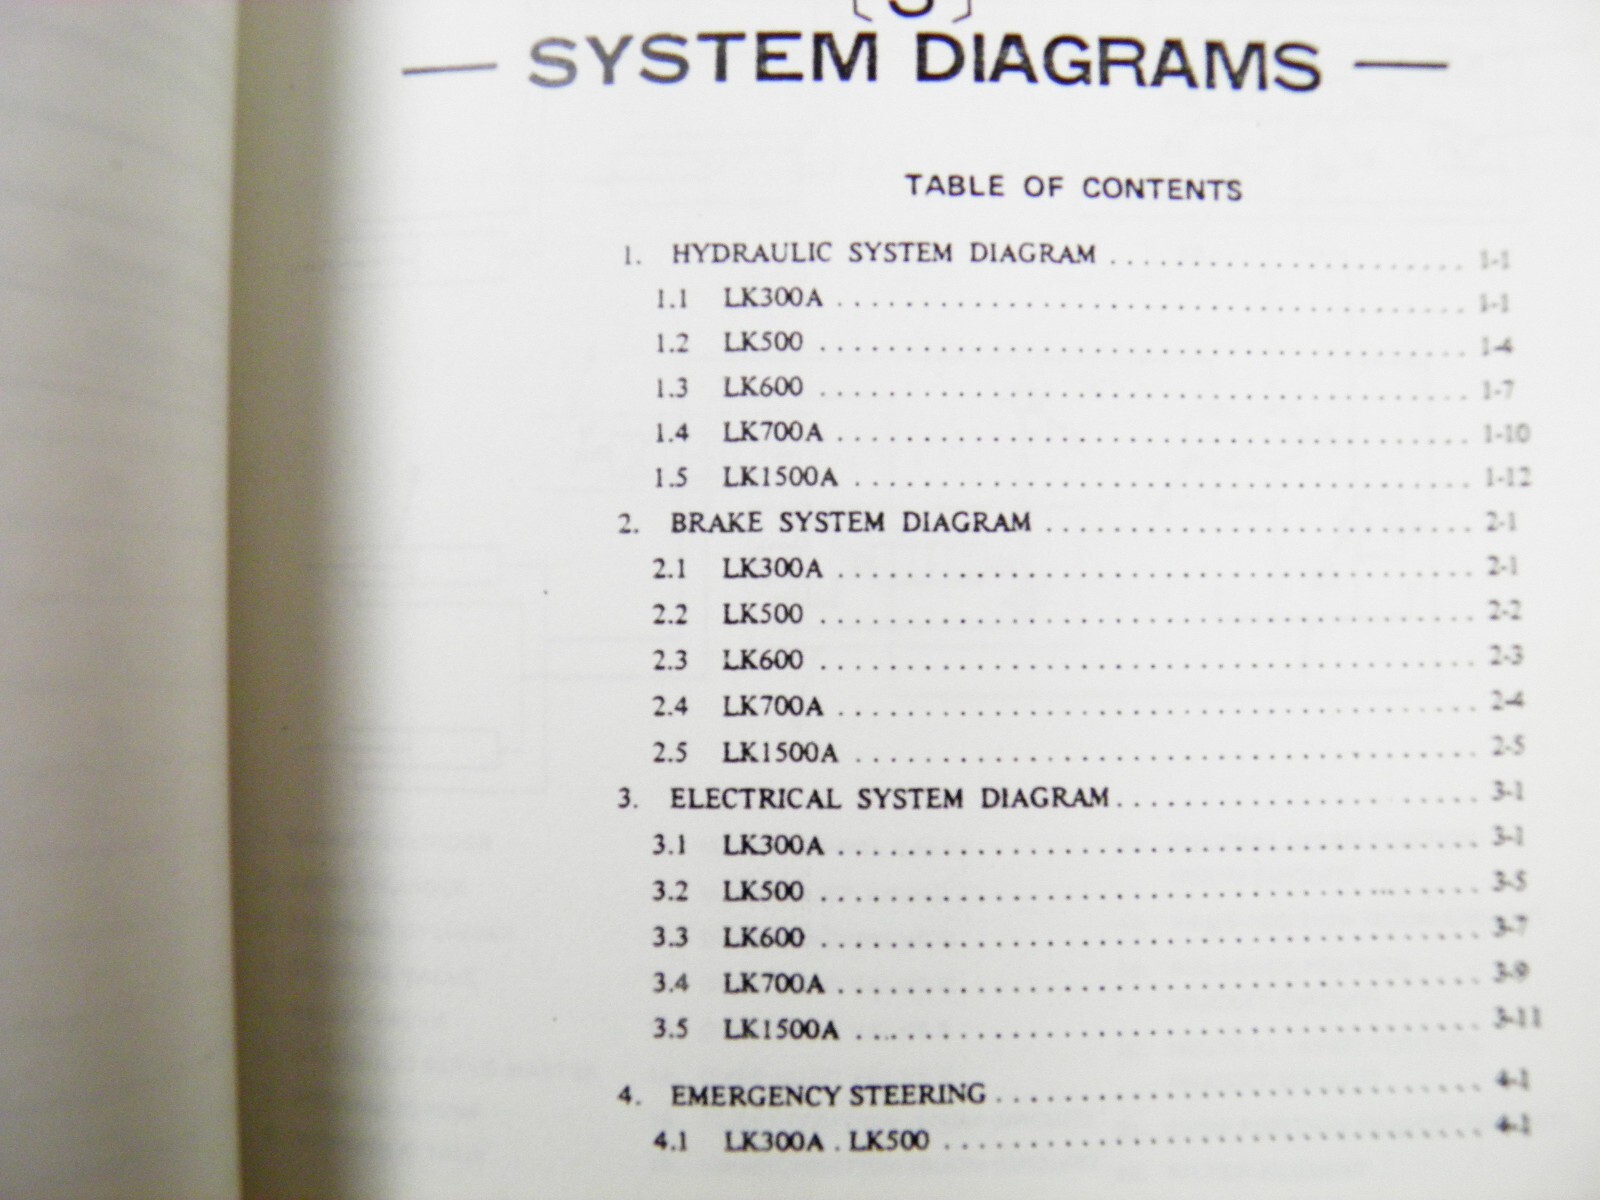 SYSTEM DIAGRAMS
TABLE OF CONTENTS
1. HYDRAULIC SYSTEM DIAGRAM ........................ 1-1
1.1 LK300A ........................ 1-1
1.2 LK500 ........................ 1-4
1.3 LK600 ........................ 1-7
1.4 LK700A ........................ 1-10
1.5 LK1500A ........................ 1-12
2. BRAKE SYSTEM DIAGRAM ........................ 2-1
2.1 LK300A ........................ 2-1
2.2 LK500 ........................ 2-2
2.3 LK600 ........................ 2-3
2.4 LK700A ........................ 2-4
2.5 LK1500A ........................ 2-5
3. ELECTRICAL SYSTEM DIAGRAM ........................ 3-1
3.1 LK300A ........................ 3-1
3.2 LK500 ........................ 3-5
3.3 LK600 ........................ 3-7
3.4 LK700A ........................ 3-9
3.5 LK1500A ........................ 3-11
4. EMERGENCY STEERING ........................ 4-1
4.1 LK300A . LK500 ........................ 4-1